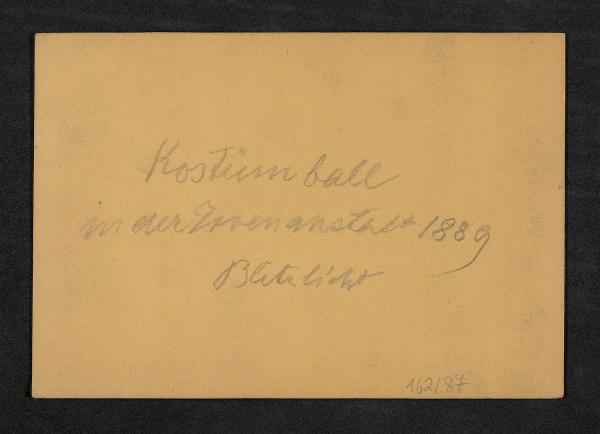 Kostümball
in der Irrenanstalt 1889
Blitzlicht
162/87